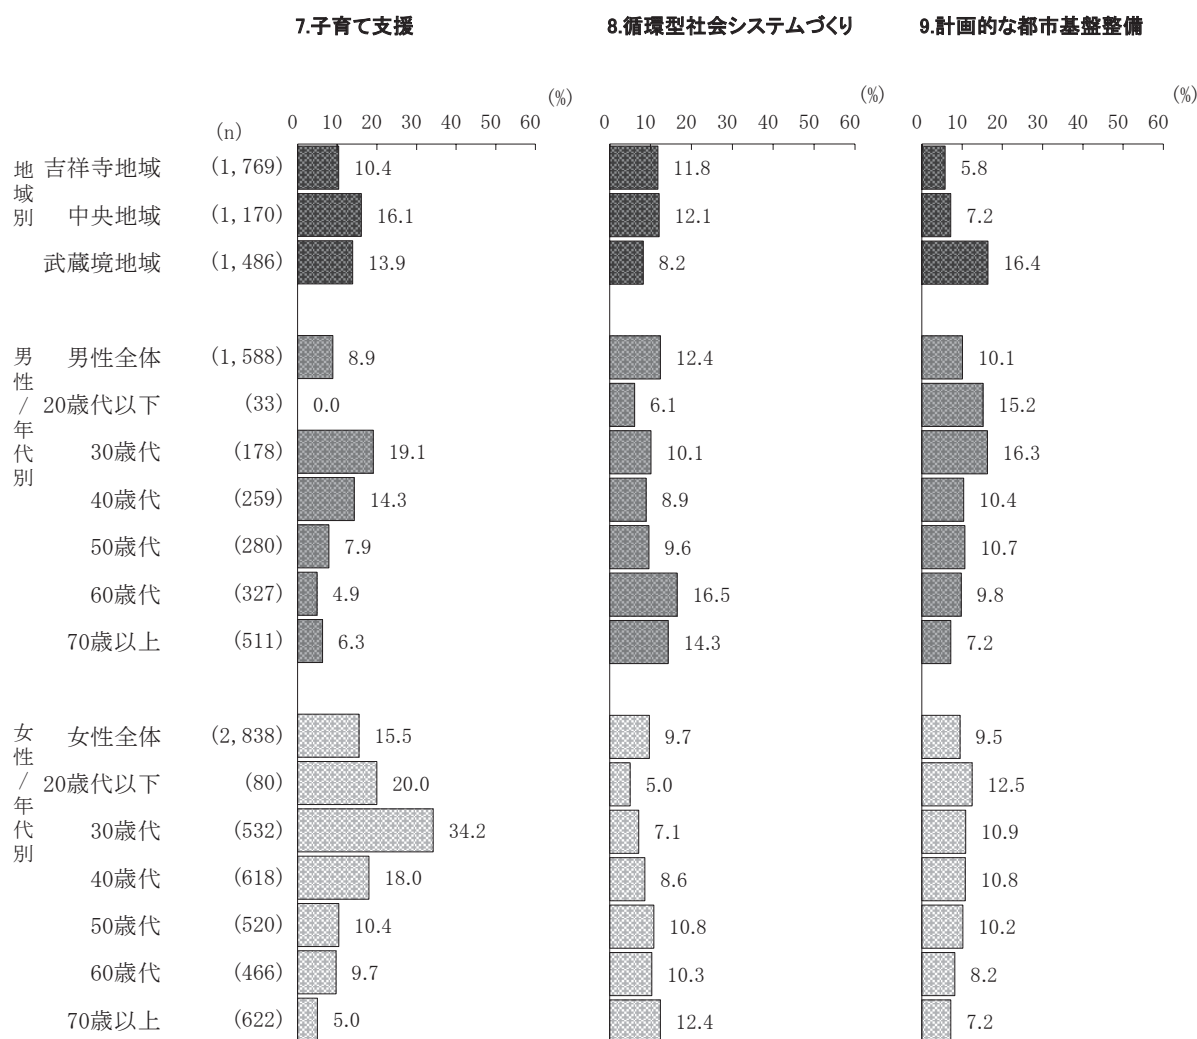 7.子育て支援 8.循環型社会システムづくり 9.計画的な都市基盤整備
(%) (%) (%)
(n) 0 10 20 30 40 50 60 0 10 20 30 40 50 60 0 10 20 30 40 50 60
地域別
吉祥寺地域 (1,769) 10.4 11.8 5.8
中央地域 (1,170) 16.1 12.1 7.2
武蔵境地域 (1,486) 13.9 8.2 16.4
男性/年代別
男性全体 (1,588) 8.9 12.4 10.1
20歳代以下 (33) 0.0 6.1 15.2
30歳代 (178) 19.1 10.1 16.3
40歳代 (259) 14.3 8.9 10.4
50歳代 (280) 7.9 9.6 10.7
60歳代 (327) 4.9 16.5 9.8
70歳以上 (511) 6.3 14.3 7.2
女性/年代別
女性全体 (2,838) 15.5 9.7 9.5
20歳代以下 (80) 20.0 5.0 12.5
30歳代 (532) 34.2 7.1 10.9
40歳代 (618) 18.0 8.6 10.8
50歳代 (520) 10.4 10.8 10.2
60歳代 (466) 9.7 10.3 8.2
70歳以上 (622) 5.0 12.4 7.2